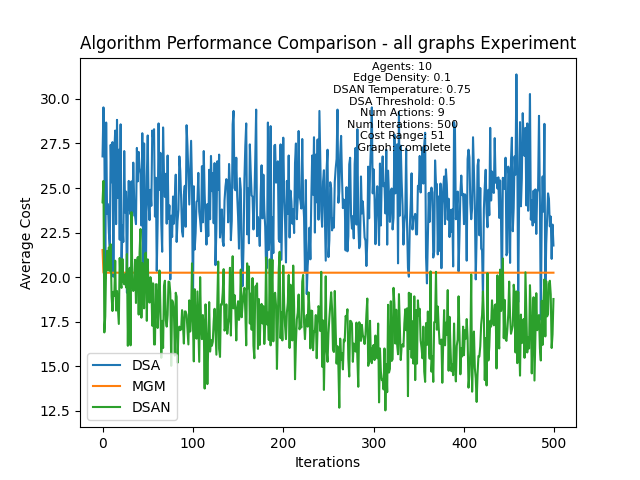 Algorithm Performance Comparison - all graphs Experiment
Agents: 10
Edge Density: 0.1
DSAN Temperature: 0.75
DSA Threshold: 0.5
Num Actions: 9
Num Iterations: 500
Cost Range: 51
Graph: complete
Average Cost
30.0
27.5
25.0
22.5
20.0
17.5
15.0
12.5
DSA
MGM
DSAN
0 100 200 300 400 500
Iterations